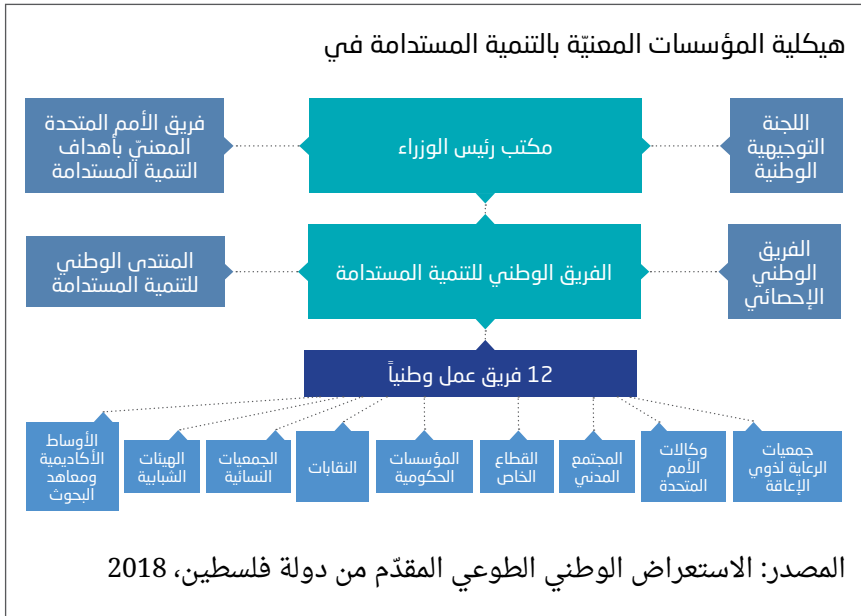 هيكلية المؤسسات المعنيّة بالتنمية المستدامة في
اللجنة
التوجيهية
الوطنية
مكتب رئيس الوزراء
فريق الأمم المتحدة
المعنيّ بأهداف
التنمية المستدامة
الفريق
الوطني
الإحصائي
الفريق الوطني للتنمية المستدامة
المنتدى الوطني
للتنمية المستدامة
12 فريق عمل وطنياً
جمعيات
الرعاية لذوي
الإعاقة
وكالات
الأمم
المتحدة
المجتمع
المدني
القطاع
الخاص
المؤسسات
الحكومية
النقابات
الجمعيات
النسائية
الهيئات
الشبابية
الأوساط
الأكاديمية
ومعاهد
البحوث
المصدر: الاستعراض الوطني الطوعي المقدّم من دولة فلسطين، 2018